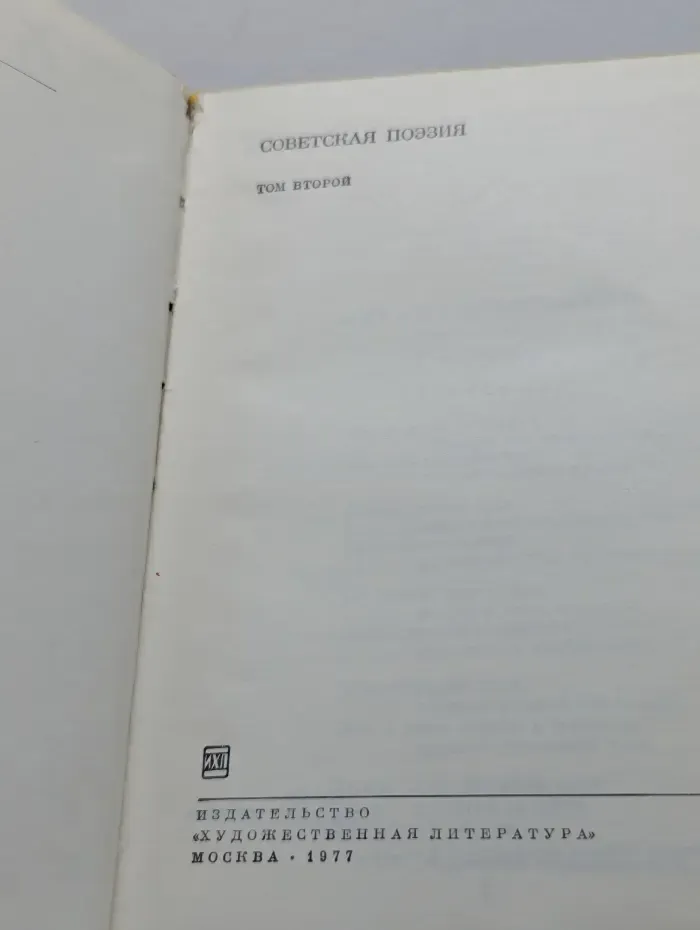 СОВЕТСКАЯ ПОЭЗИЯ
ТОМ ВТОРОЙ
ИХЛ
ИЗДАТЕЛЬСТВО
«ХУДОЖЕСТВЕННАЯ ЛИТЕРАТУРА»
МОСКВА · 1977